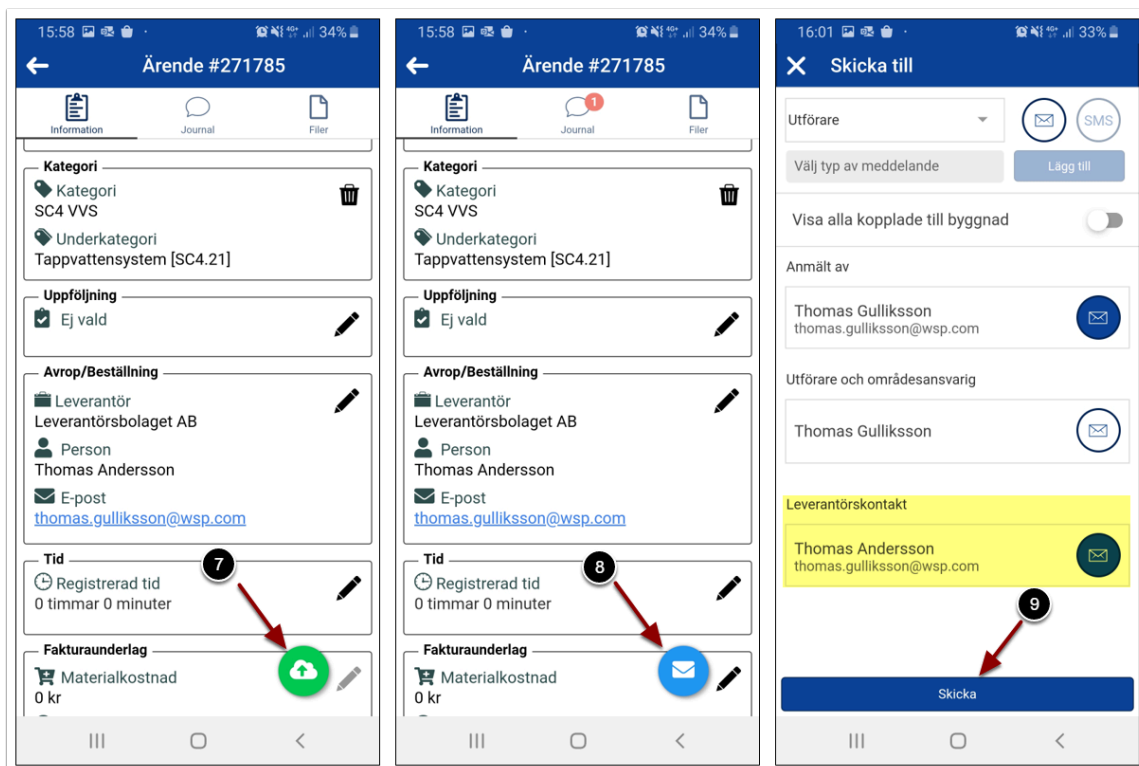 15:58 34%
Ärende #271785
Information Journal Filer
Kategori
Kategori
SC4 VVS
Underkategori
Tappvattensystem [SC4.21]
Uppföljning
Ej vald
Avrop/Beställning
Leverantör
Leverantörsbolaget AB
Person
Thomas Andersson
E-post
thomas.gulliksson@wsp.com
Tid
7
Registrerad tid
0 timmar 0 minuter
Fakturaunderlag
Materialkostnad
0 kr
15:58 34%
Ärende #271785
1
Information Journal Filer
Kategori
Kategori
SC4 VVS
Underkategori
Tappvattensystem [SC4.21]
Uppföljning
Ej vald
Avrop/Beställning
Leverantör
Leverantörsbolaget AB
Person
Thomas Andersson
E-post
thomas.gulliksson@wsp.com
Tid
8
Registrerad tid
0 timmar 0 minuter
Fakturaunderlag
Materialkostnad
0 kr
16:01 33%
Skicka till
Utförare SMS
Välj typ av meddelande Lägg till
Visa alla kopplade till byggnad
Anmält av
Thomas Gulliksson
thomas.gulliksson@wsp.com
Utförare och områdesansvarig
Thomas Gulliksson
Leverantörskontakt
Thomas Andersson
thomas.gulliksson@wsp.com
9
Skicka